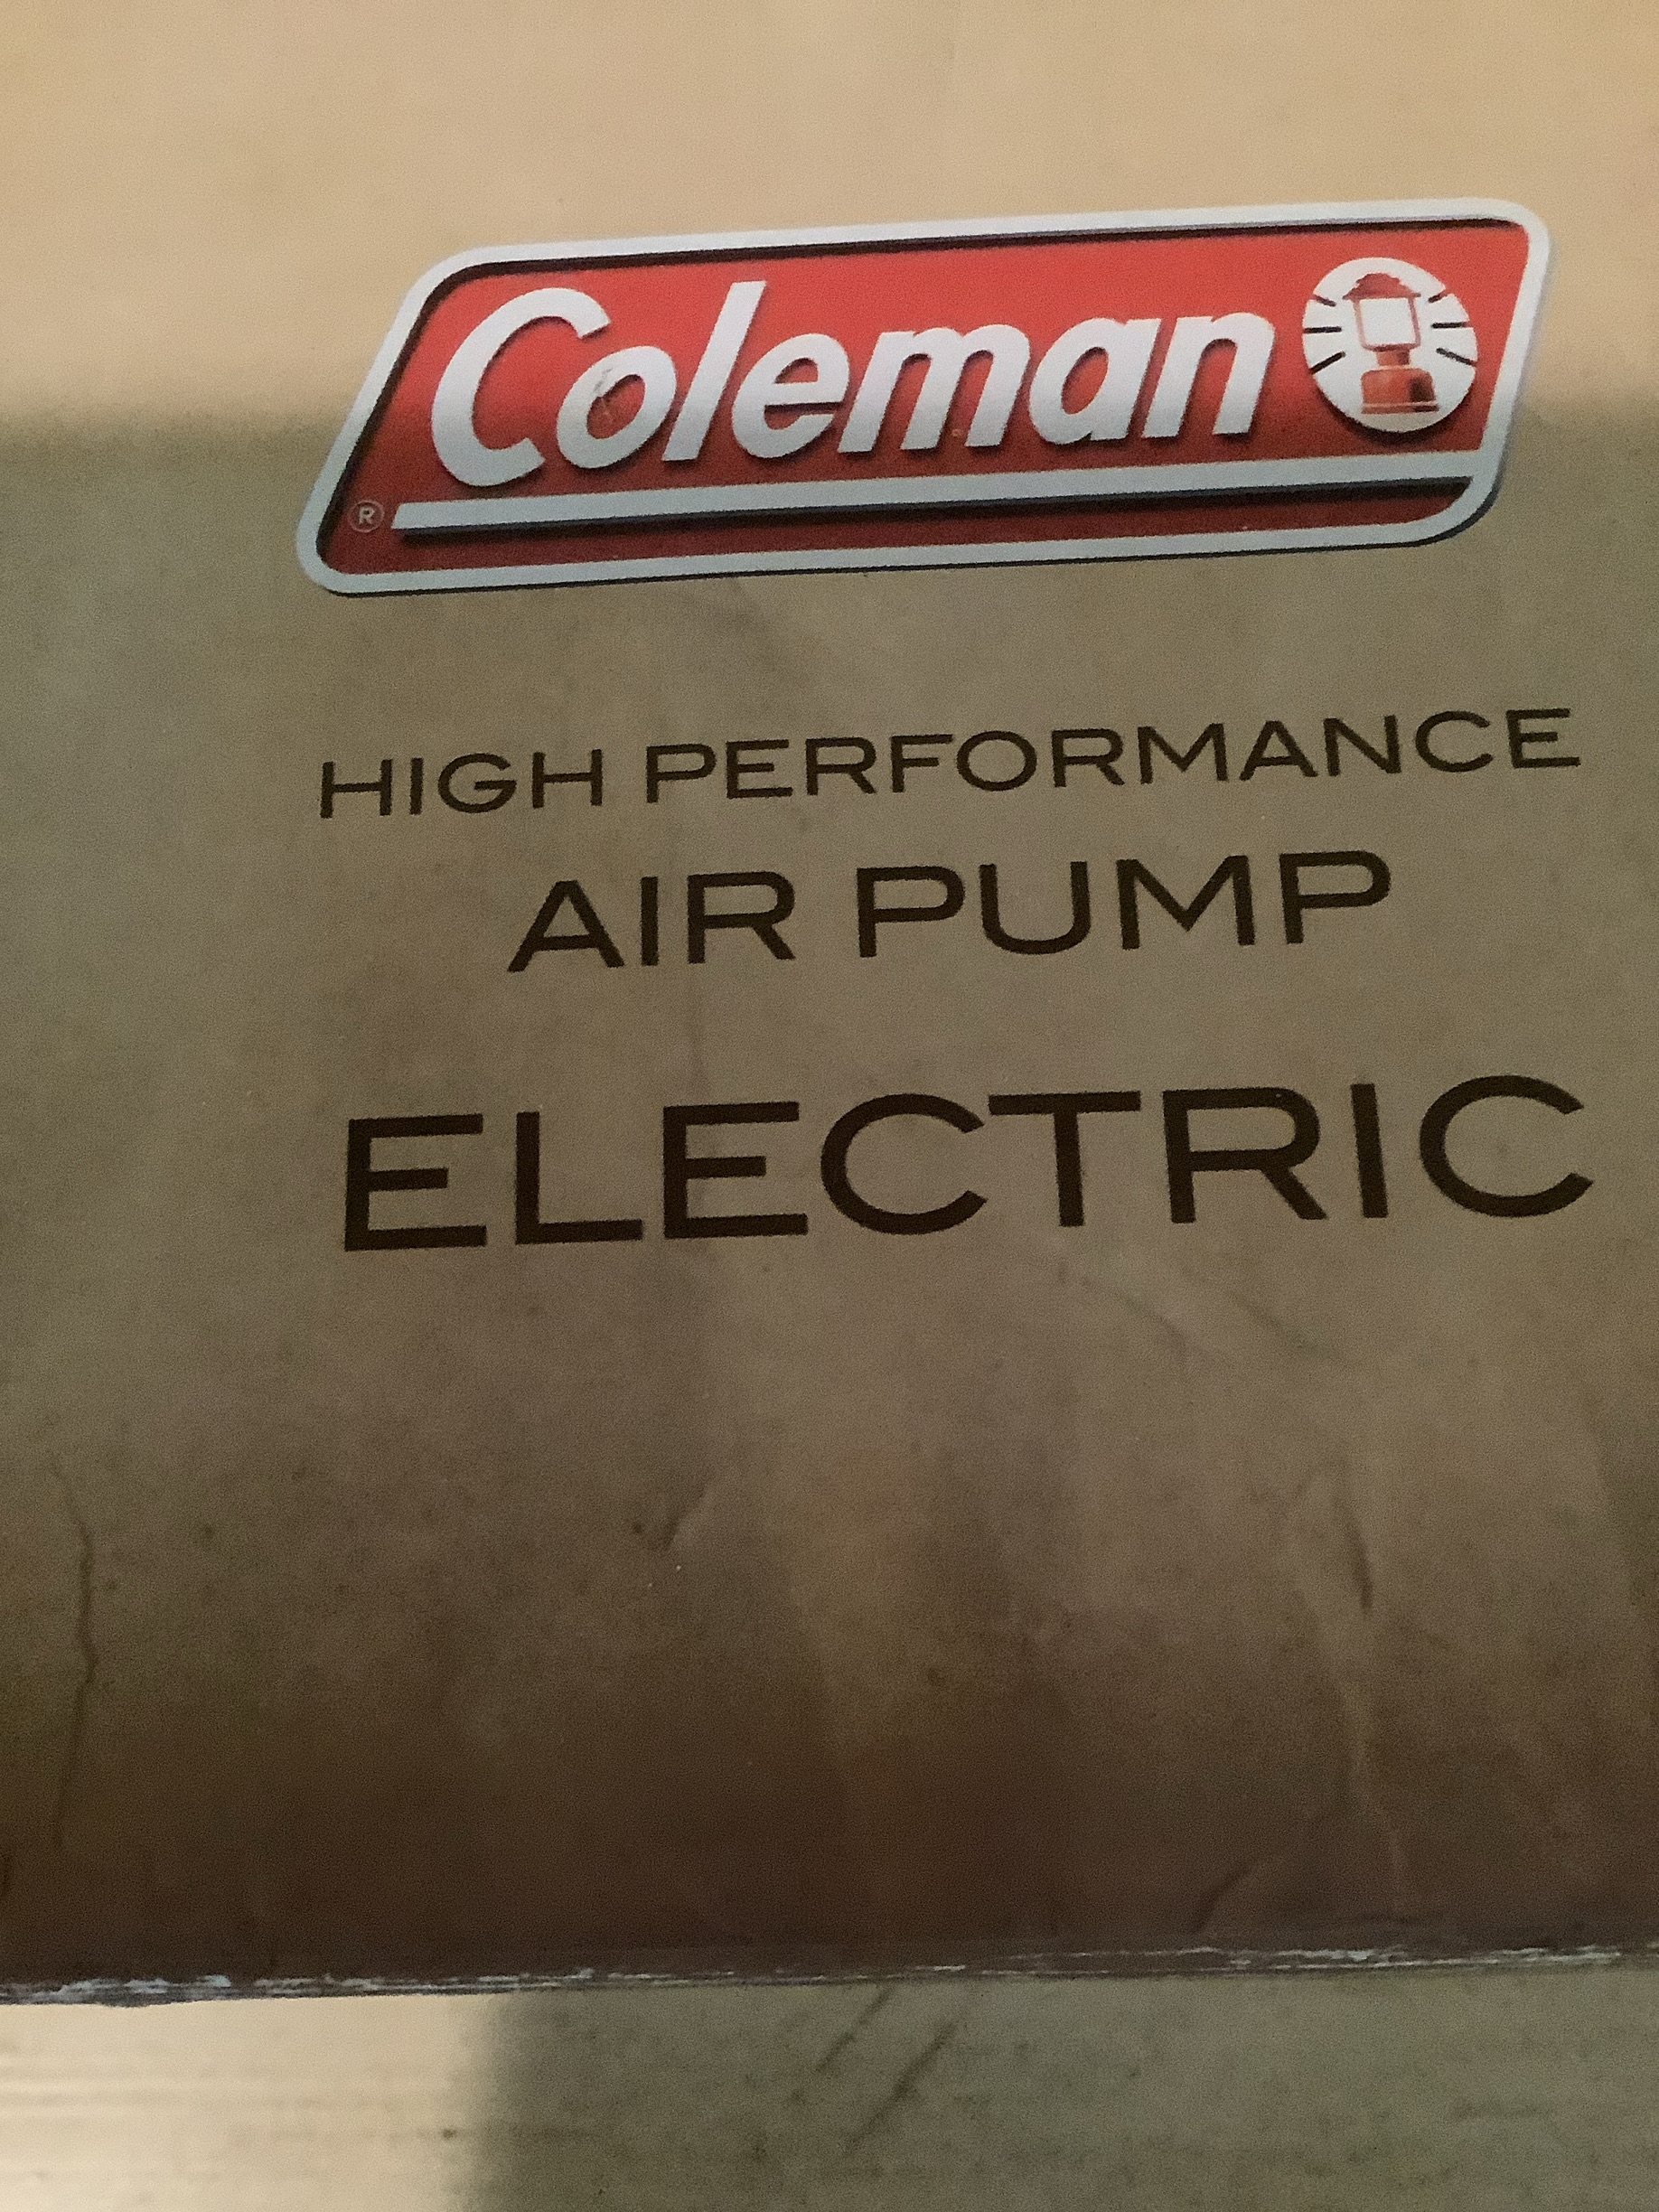 Coleman
®
HIGH PERFORMANCE
AIR PUMP
ELECTRIC